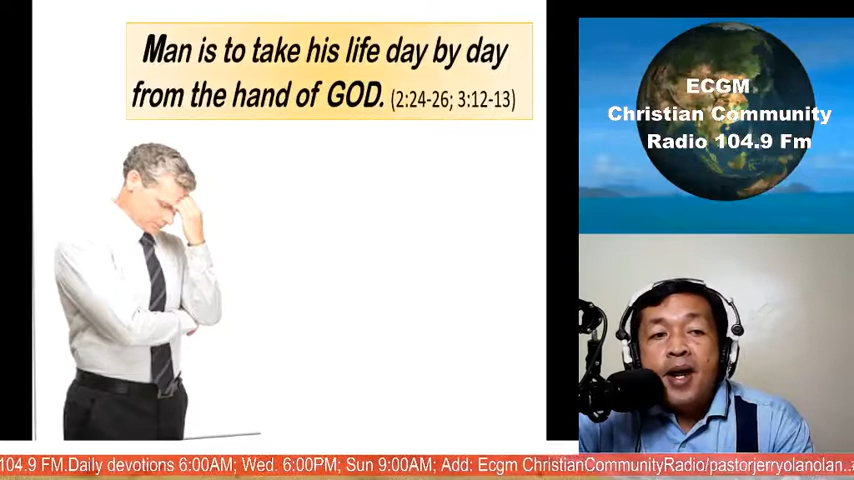 Man is to take his life day by day
from the hand of GOD. (2:24-26; 3:12-13)
ECGM
Christian Community
Radio 104.9 Fm
104.9 FM.Daily devotions 6:00AM; Wed. 6:00PM; Sun 9:00AM; Add: Ecgm ChristianCommunityRadio/pastorjerryolanolan..